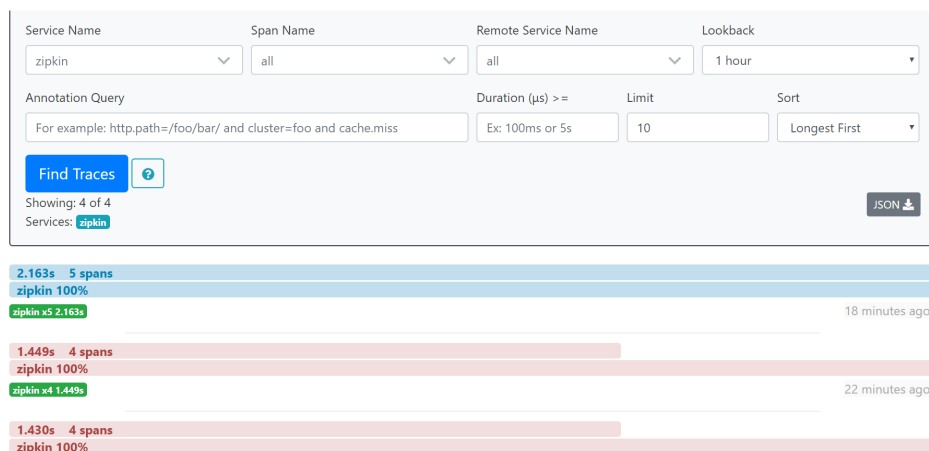 Service Name Span Name Remote Service Name Lookback
zipkin all all 1 hour
Annotation Query Duration (μs) >= Limit Sort
For example: http.path=/foo/bar/ and cluster=foo and cache.miss Ex: 100ms or 5s 10 Longest First
Find Traces ?
Showing: 4 of 4
Services: zipkin
JSON
2.163s 5 spans
zipkin 100%
zipkin x5 2.163s 18 minutes ago
1.449s 4 spans
zipkin 100%
zipkin x4 1.449s 22 minutes ago
1.430s 4 spans
zipkin 100%